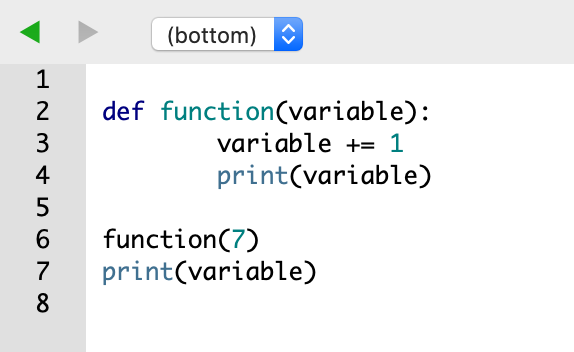 (bottom)
1
2 def function(variable):
3         variable += 1
4         print(variable)
5
6 function(7)
7 print(variable)
8